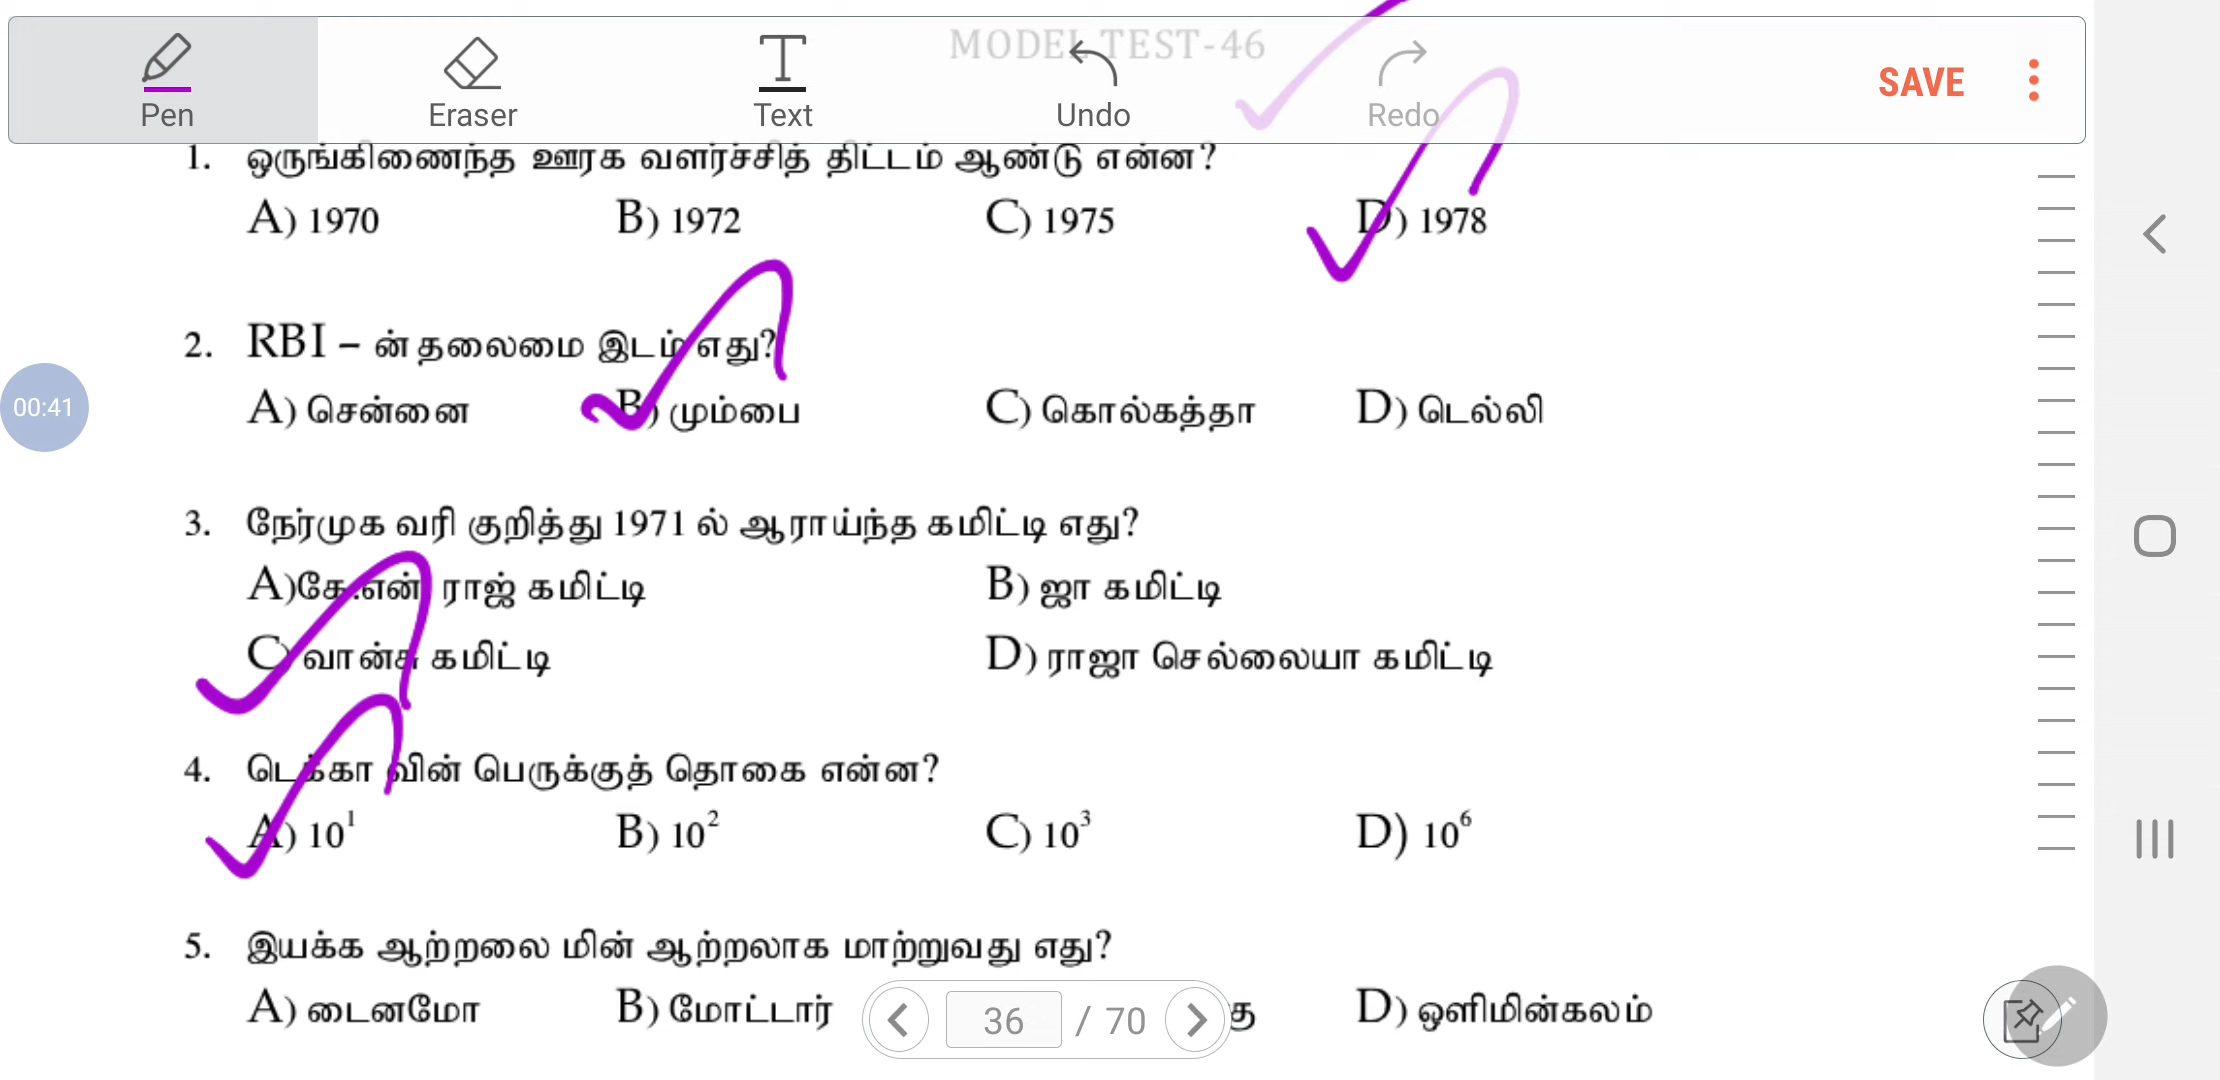 MODEL TEST-46
Pen
Eraser
Text
Undo
Redo
SAVE
1. ஒருங்கிணைந்த ஊரக வளர்ச்சித் திட்டம் ஆண்டு என்ன?
A) 1970 B) 1972 C) 1975 D) 1978
2. RBI – ன் தலைமை இடம் எது?
A) சென்னை B) மும்பை C) கொல்கத்தா D) டெல்லி
00:41
3. நேர்முக வரி குறித்து 1971 ல் ஆராய்ந்த கமிட்டி எது?
A)கே.என் ராஜ் கமிட்டி B) ஜா கமிட்டி
C) வான்சு கமிட்டி D) ராஜா செல்லையா கமிட்டி
4. டெக்கா வின் பெருக்குத் தொகை என்ன?
A) 10¹ B) 10² C) 10³ D) 10⁶
5. இயக்க ஆற்றலை மின் ஆற்றலாக மாற்றுவது எது?
A) டைனமோ B) மோட்டார் D) ஒளிமின்கலம்
36 / 70